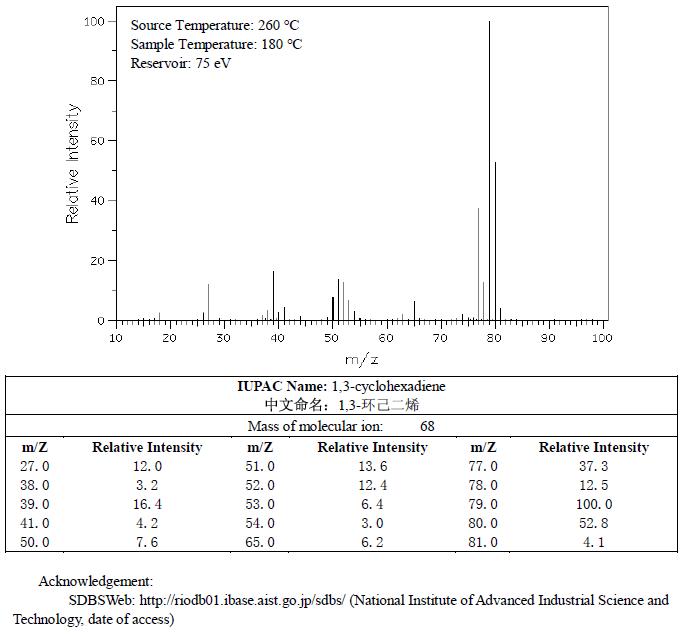 Source Temperature: 260 °C
Sample Temperature: 180 °C
Reservoir: 75 eV
100
80
60
40
20
0
Relative Intensity
10 20 30 40 50 60 70 80 90 100
m/z
IUPAC Name: 1,3-cyclohexadiene
中文命名：1,3-环己二烯
Mass of molecular ion: 68
m/Z Relative Intensity m/Z Relative Intensity m/Z Relative Intensity
27.0 12.0 51.0 13.6 77.0 37.3
38.0 3.2 52.0 12.4 78.0 12.5
39.0 16.4 53.0 6.4 79.0 100.0
41.0 4.2 54.0 3.0 80.0 52.8
50.0 7.6 65.0 6.2 81.0 4.1
Acknowledgement:
SDBSWeb: http://riodb01.ibase.aist.go.jp/sdbs/ (National Institute of Advanced Industrial Science and
Technology, date of access)